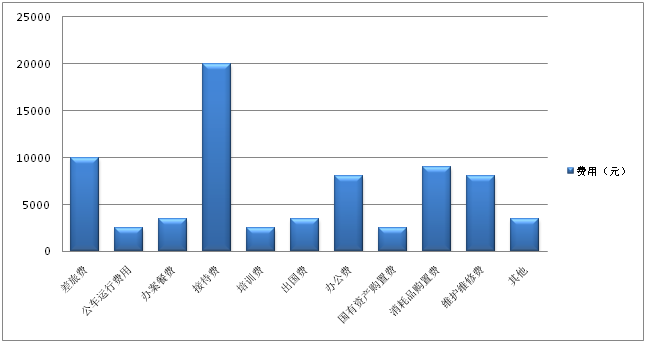 25000
20000
15000
10000
5000
0
差旅费
公车运行费用
办案餐费
接待费
培训费
出国费
办公费
国有资产购置费
消耗品购置费
维护维修费
其他
费用（元）